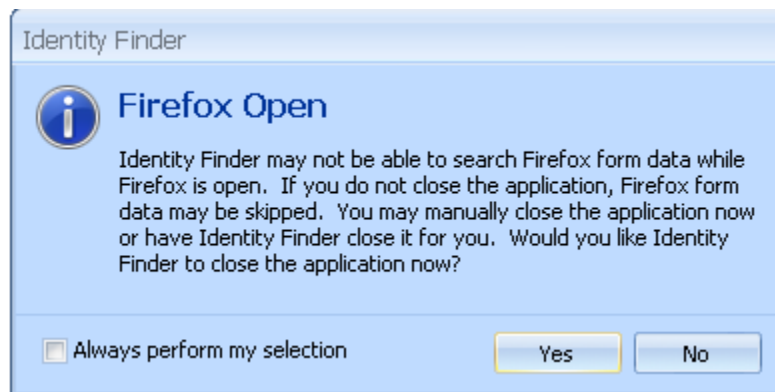 Identity Finder
Firefox Open
Identity Finder may not be able to search Firefox form data while
Firefox is open.  If you do not close the application, Firefox form
data may be skipped.  You may manually close the application now
or have Identity Finder close it for you.  Would you like Identity
Finder to close the application now?
Always perform my selection
Yes
No